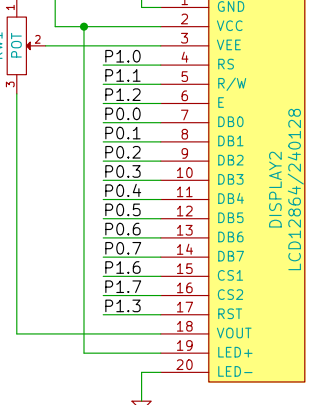 1 GND
2 VCC
3 VEE
P1.0 4 RS
P1.1 5 R/W
P1.2 6 E
P0.0 7 DB0
P0.1 8 DB1
P0.2 9 DB2
P0.3 10 DB3
P0.4 11 DB4
P0.5 12 DB5
P0.6 13 DB6
P0.7 14 DB7
P1.6 15 CS1
P1.7 16 CS2
P1.3 17 RST
18 VOUT
19 LED+
20 LED-
1
POT
2
3
DISPLAY2
LCD12864/240128